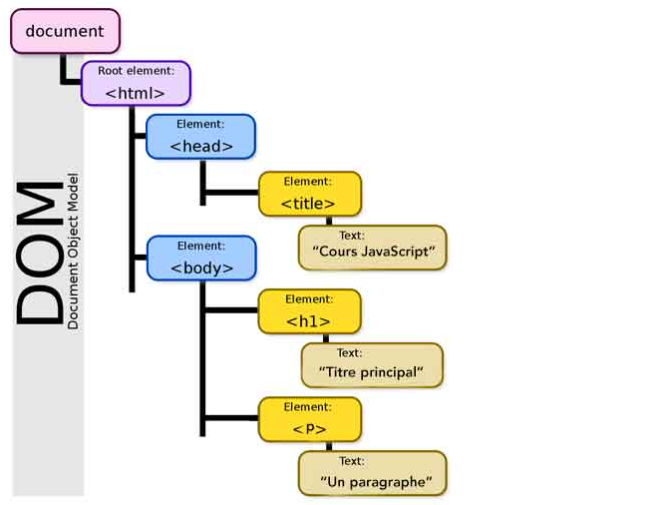 document
Root element:
<html>
Element:
<head>
Element:
<title>
Text:
“Cours JavaScript”
DOM
Document Object Model
Element:
<body>
Element:
<h1>
Text:
“Titre principal”
Element:
<p>
Text:
“Un paragraphe”